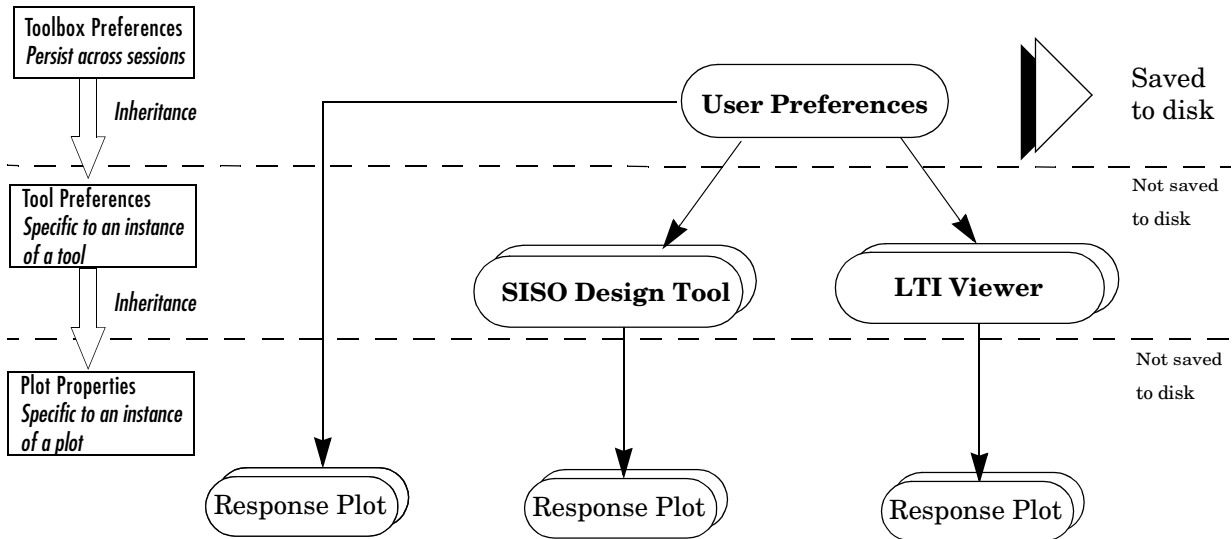 Toolbox Preferences
Persist across sessions
Inheritance
User Preferences
Saved
to disk
Tool Preferences
Specific to an instance
of a tool
Not saved
to disk
Inheritance
SISO Design Tool
LTI Viewer
Plot Properties
Specific to an instance
of a plot
Not saved
to disk
Response Plot
Response Plot
Response Plot